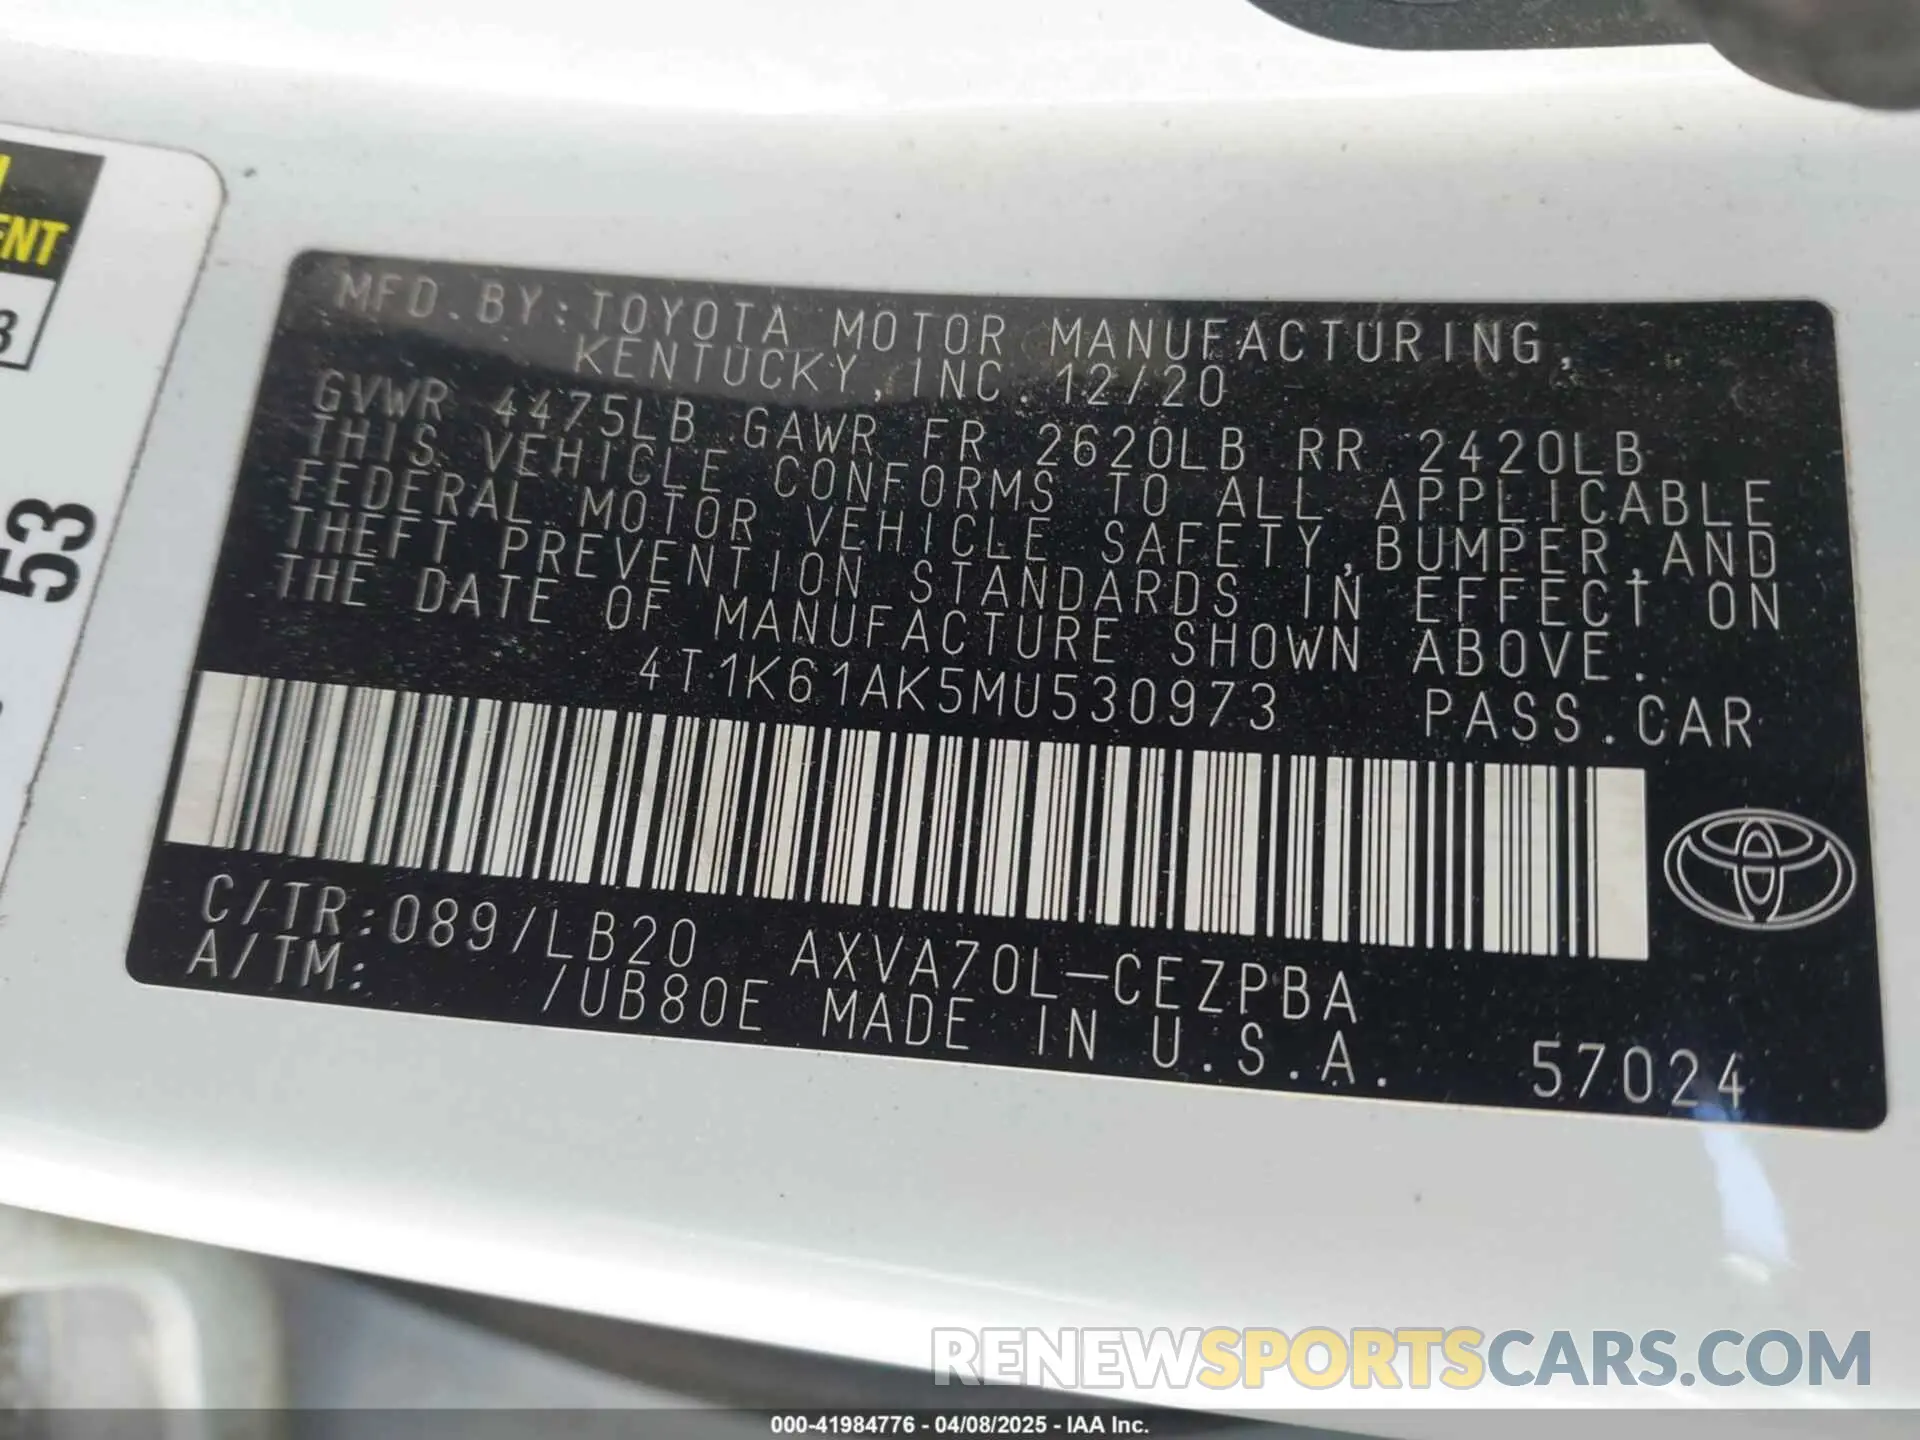 ENT
3
53
MFD.BY:TOYOTA MOTOR MANUFACTURING,
KENTUCKY,INC. 12/20
GVWR 4475LB GAWR FR 2620LB RR 2420LB
THIS VEHICLE CONFORMS TO ALL APPLICABLE
FEDERAL MOTOR VEHICLE SAFETY,BUMPER,AND
THEFT PREVENTION STANDARDS IN EFFECT ON
THE DATE OF MANUFACTURE SHOWN ABOVE.
4T1K61AK5MU530973 PASS.CAR
C/TR:089/LB20 AXVA70L-CEZPBA
A/TM: /UB80E MADE IN U.S.A. 57024
RENEWSPORTSCARS.COM
000-41984776 - 04/08/2025 - IAA Inc.